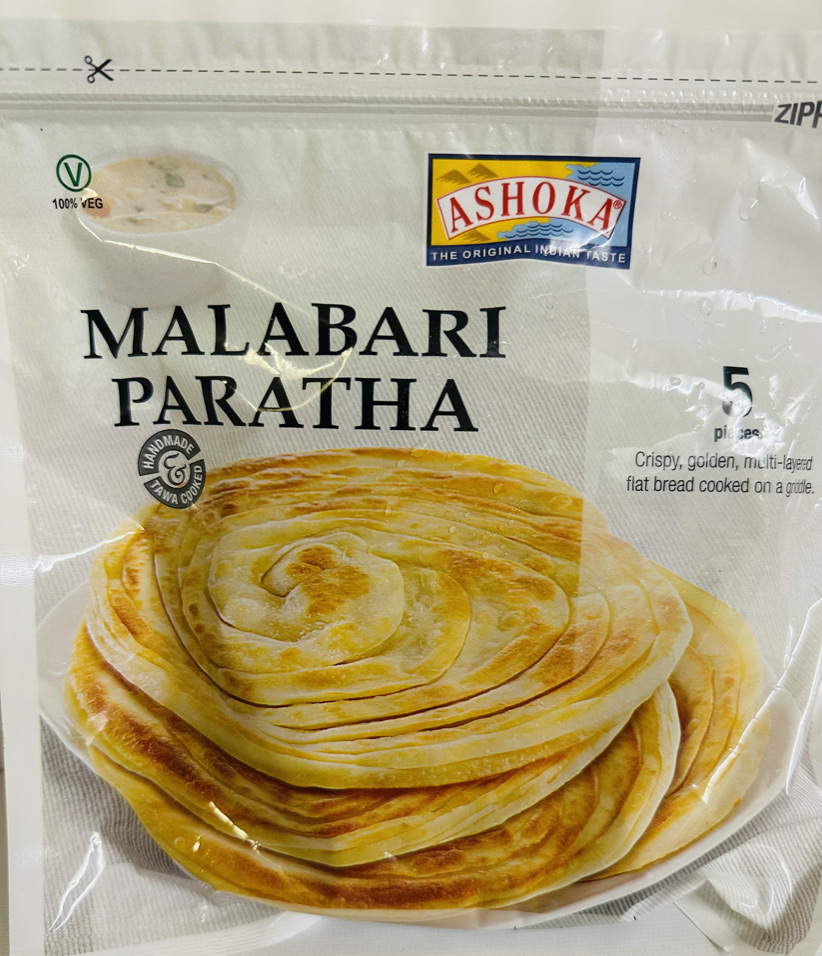 ZIPP
V
100% VEG
ASHOKA®
THE ORIGINAL INDIAN TASTE
MALABARI
PARATHA
HANDMADE
&
TAWA COOKED
5
pieces
Crispy, golden, multi-layered
flat bread cooked on a griddle.